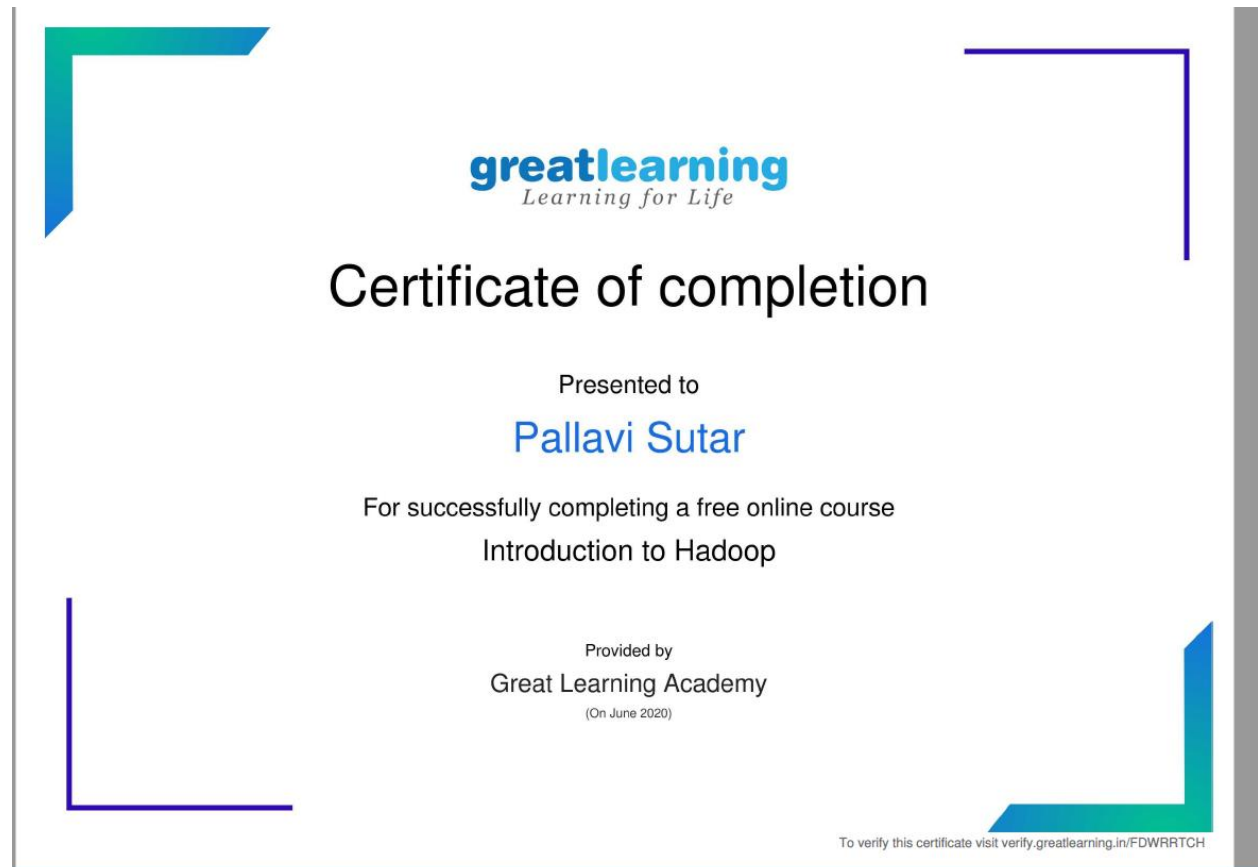 greatlearning
Learning for Life
Certificate of completion
Presented to
Pallavi Sutar
For successfully completing a free online course
Introduction to Hadoop
Provided by
Great Learning Academy
(On June 2020)
To verify this certificate visit verify.greatlearning.in/FDWRRTCH